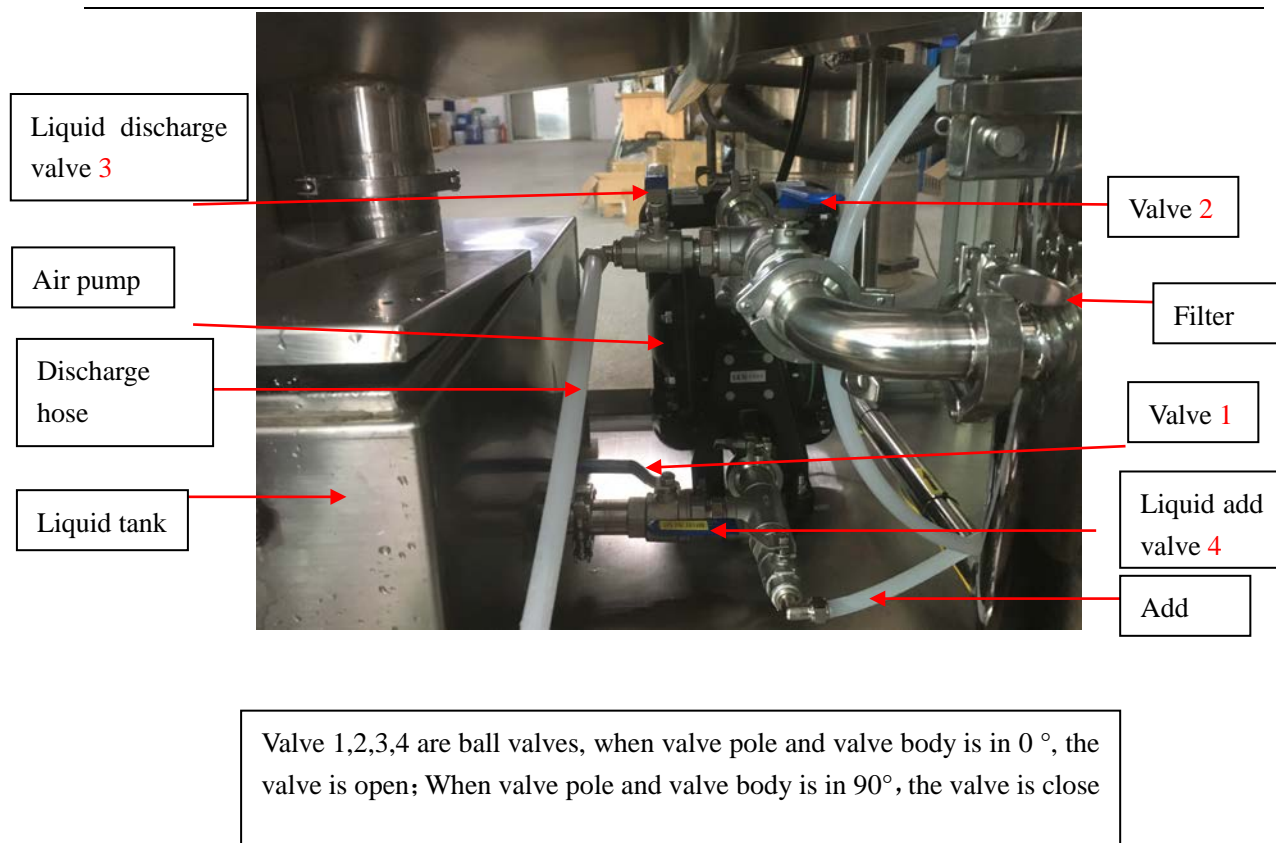 Liquid discharge
valve 3
Air pump
Discharge
hose
Liquid tank
Valve 2
Filter
Valve 1
Liquid add
valve 4
Add
Valve 1,2,3,4 are ball valves, when valve pole and valve body is in 0 °, the
valve is open；When valve pole and valve body is in 90°，the valve is close